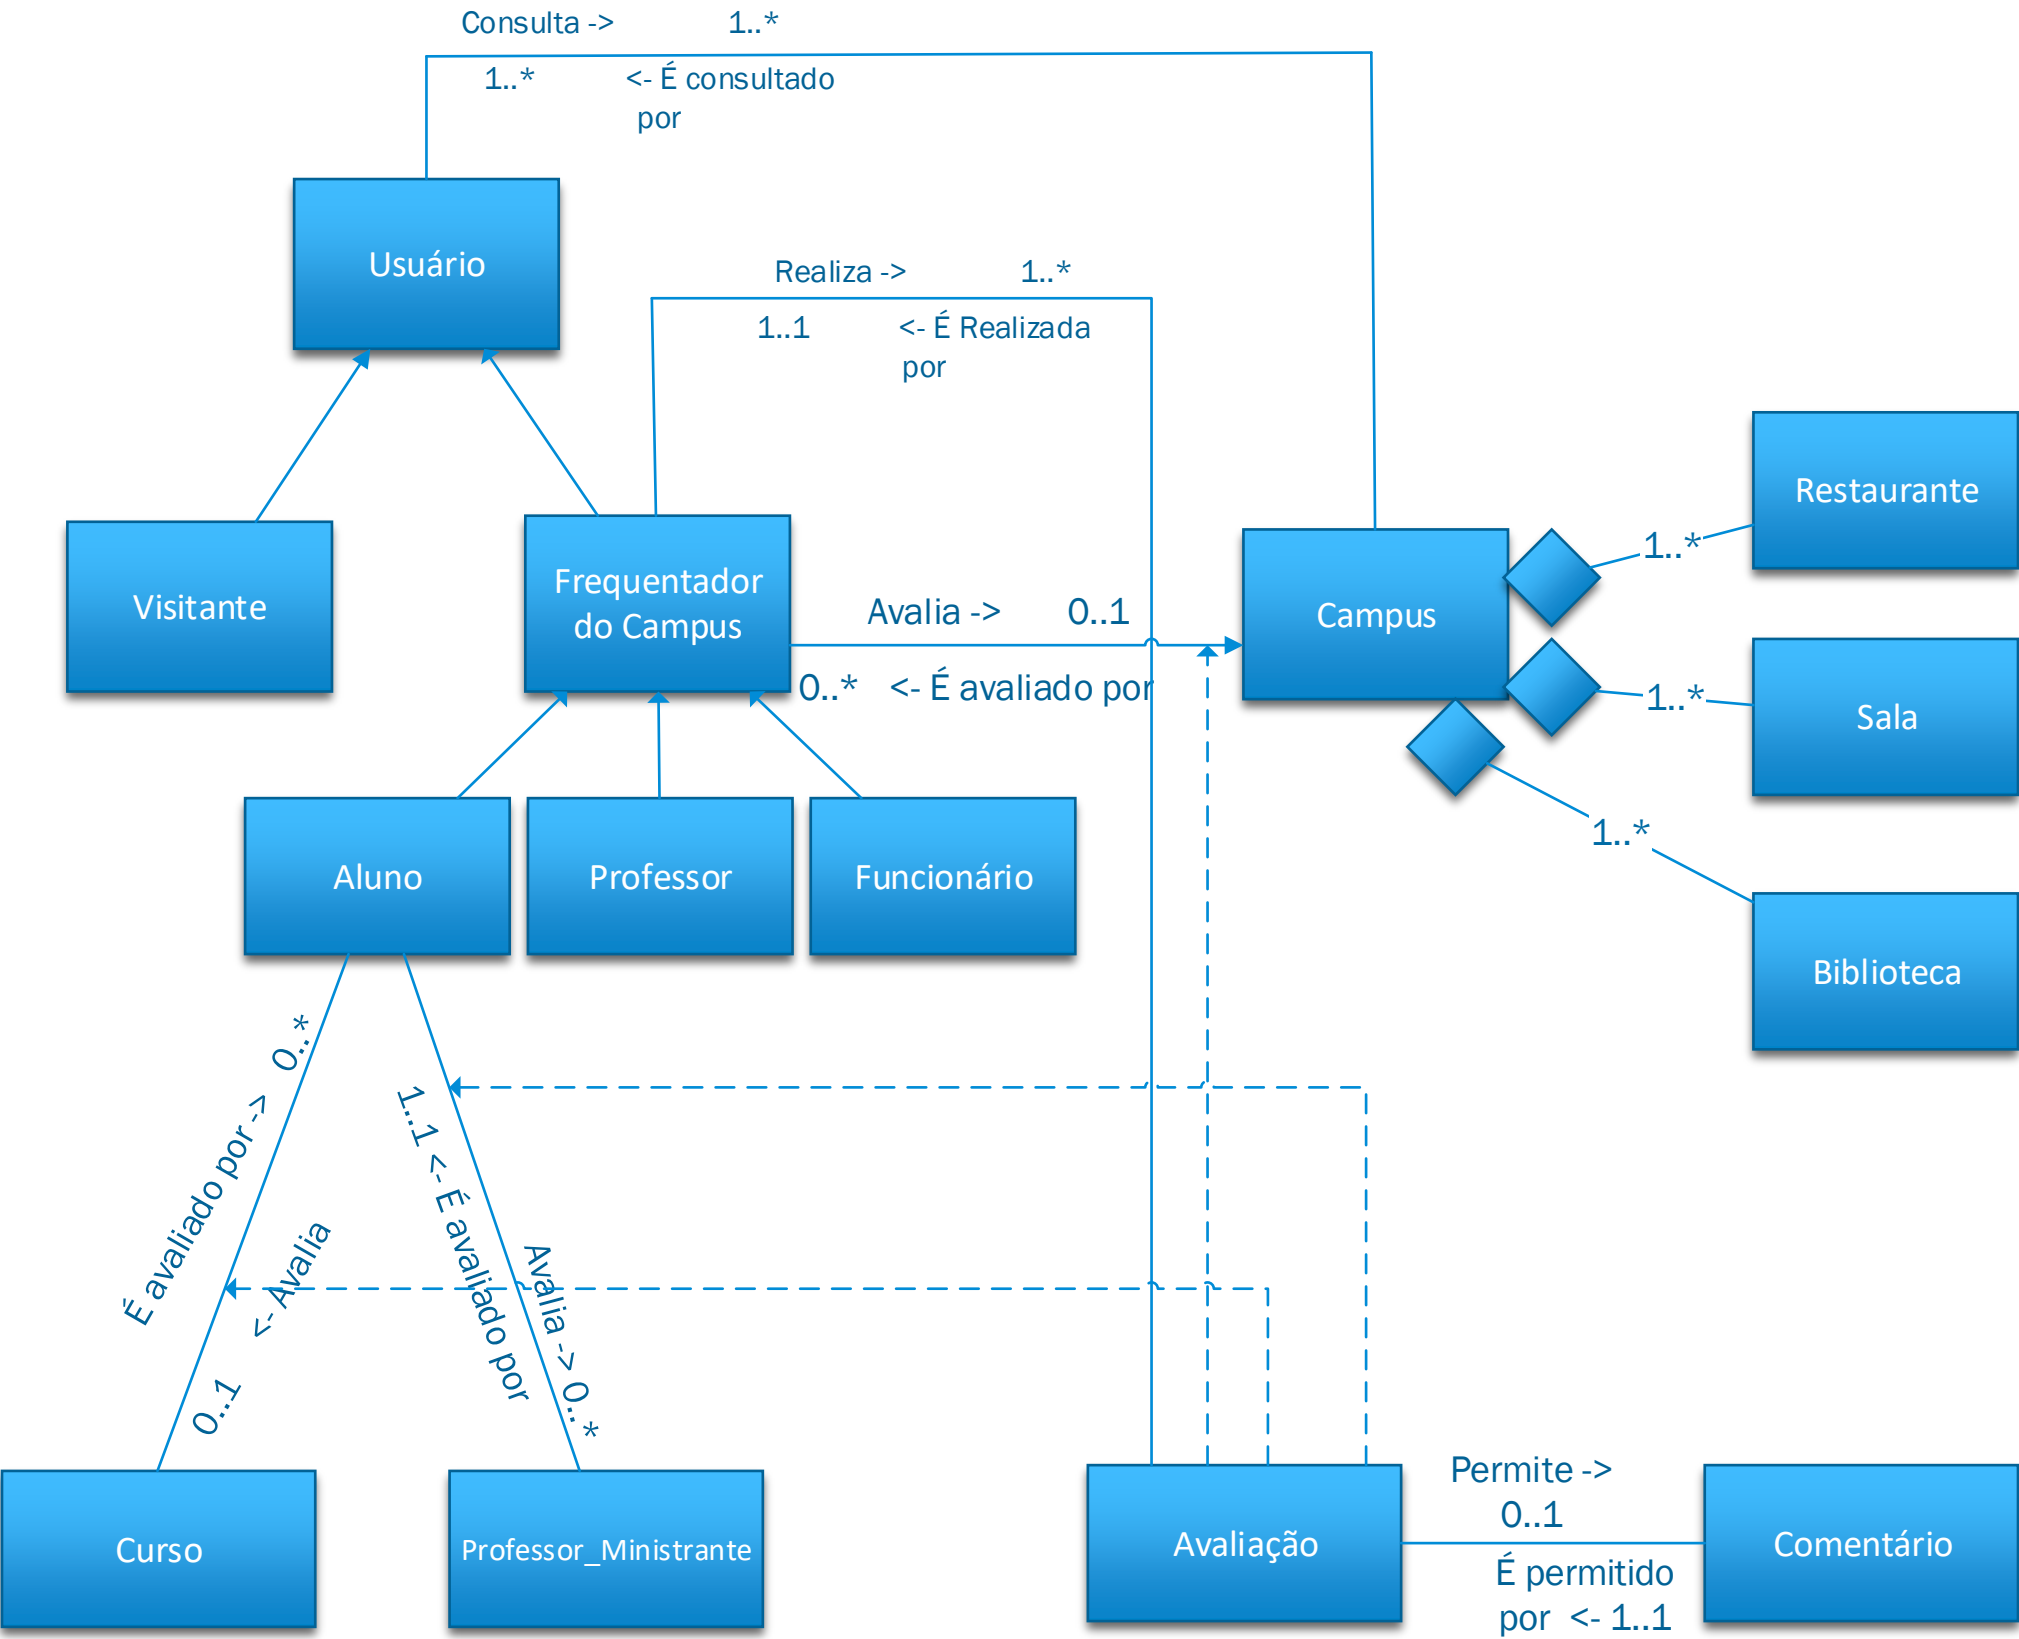 Consulta -> 1..*
1..* <- É consultado
por
Usuário
Realiza -> 1..*
1..1 <- É Realizada
por
Restaurante
1..*
Visitante
Frequentador
do Campus
Avalia -> 0..1
0..* <- É avaliado por
Campus
1..*
Sala
1..*
Aluno
Professor
Funcionário
Biblioteca
É avaliado por -> 0..*
0..1 <- Avalia
1..1 <- É avaliado por
Avalia -> 0..*
Curso
Professor_Ministrante
Avaliação
Permite ->
0..1
É permitido
por <- 1..1
Comentário